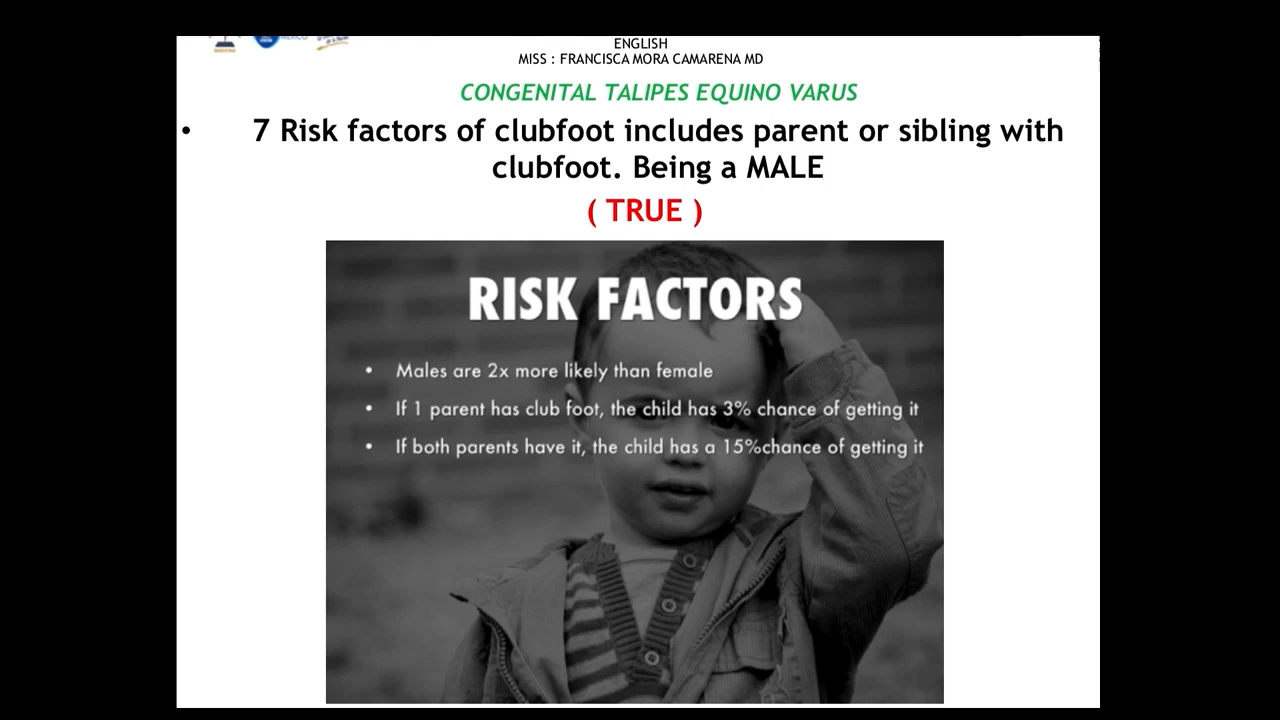 ENGLISH
MISS : FRANCISCA MORA CAMARENA MD
CONGENITAL TALIPES EQUINO VARUS
• 7 Risk factors of clubfoot includes parent or sibling with
clubfoot. Being a MALE
( TRUE )
RISK FACTORS
• Males are 2x more likely than female
• If 1 parent has club foot, the child has 3% chance of getting it
• If both parents have it, the child has a 15%chance of getting it